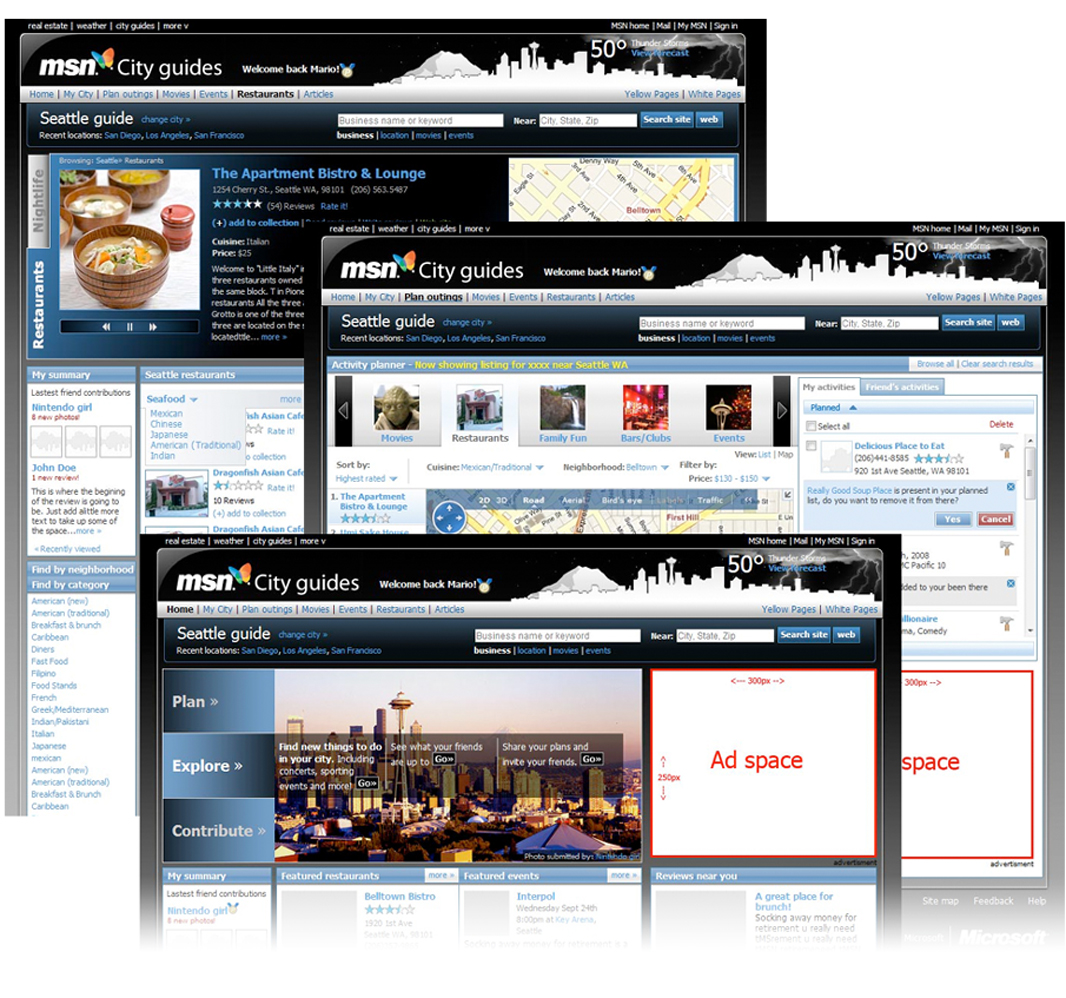 real estate | weather | city guides | more v
MSN home | Mail | My MSN | Sign in
msn City guides
Welcome back Mario!
50°
Thunder Storms
View forecast
Home | My City | Plan outings | Movies | Events | Restaurants | Articles
Yellow Pages | White Pages
Seattle guide change city »
Recent locations: San Diego, Los Angeles, San Francisco
Business name or keyword Near: City, State, Zip Search site web
business | location | movies | events
Nightlife
Restaurants
Browsing: Seattle» Restaurants
The Apartment Bistro & Lounge
1254 Cherry St., Seattle WA, 98101 (206) 563.5487
(54) Reviews Rate it!
(+) add to collection |
Cuisine: Italian
Price: $25
Welcome to "Little Italy" i
three restaurants owned
the same block. T in Pione
restaurants All the three
Grotto is one of the three
three are located on the s
locatedtle... more »
Denny Way
Eagle St
3rd Ave
4th Ave
5th Ave
6th Ave
Clay St
2nd Ave
Belltown
My summary
Lastest friend contributions
Nintendo girl
8 new photos!
John Doe
1 new review!
This is where the begining
of the review is going to
be. Just add alittle more
text to take up some of
the space...more »
« Recently viewed
Find by neighborhood
Find by category
American (new)
American (traditional)
Breakfast & brunch
Caribbean
Diners
Fast Food
Filipino
Food Stands
French
Greek/Mediterranean
Indian/Pakistani
Italian
Japanese
mexican
American (new)
American (traditional)
Breakfast & Brunch
Caribbean
Seattle restaurants
Seafood
more
Mexican
Chinese
Japanese
American (Traditional)
Indian
fish Asian Cafe
Rate it!
ws
o collection
Dragonfish Asian Cafe
Rate it!
10 Reviews
(+) add to collection
Dragonfish Asian Cafe
real estate | weather | city guides | more v
MSN home | Mail | My MSN | Sign in
msn City guides
Welcome back Mario!
50°
Thunder Storms
View forecast
Home | My City | Plan outings | Movies | Events | Restaurants | Articles
Yellow Pages | White Pages
Seattle guide change city »
Recent locations: San Diego, Los Angeles, San Francisco
Business name or keyword Near: City, State, Zip Search site web
business | location | movies | events
Activity planner - Now showing listing for xxxx near Seattle WA
Browse all | Clear search results
Movies
Restaurants
Family Fun
Bars/Clubs
Events
View: List | Map
Sort by:
Highest rated
Cuisine: Mexican/Traditional
Neighborhood: Belltown
Filter by:
Price: $130 - $150
1. The Apartment
Bistro & Lounge
2. Umi Sake House
2D 3D Road Aerial Bird's eye Labels Traffic
First Hill
My activities Friend's activities
Planned
Select all
Delete
Delicious Place to Eat
(206)441-8585
920 1st Ave Seattle, WA 98101
Really Good Soup Place is present in your planned
list, do you want to remove it from there?
Yes Cancel
h, 2008
MC Pacific 10
dded to your been there
illionaire
ma, Comedy
300px -->
space
advertisment
Site map Feedback Help
Microsoft
real estate | weather | city guides | more v
MSN home | Mail | My MSN | Sign in
msn City guides
Welcome back Mario!
50°
Thunder Storms
View forecast
Home | My City | Plan outings | Movies | Events | Restaurants | Articles
Yellow Pages | White Pages
Seattle guide change city »
Recent locations: San Diego, Los Angeles, San Francisco
Business name or keyword Near: City, State, Zip Search site web
business | location | movies | events
Plan »
Explore »
Contribute »
Find new things to do
in your city. Including
concerts, sporting
events and more! Go»
See what your friends
are up to Go»
Share your plans and
invite your frends. Go»
Photo submitted by: Nintendo girl
<--- 300px -->
250px
Ad space
advertisment
My summary
Lastest friend contributions
Nintendo girl
8 new photos!
Featured restaurants more »
Belltown Bistro
1920 1st Ave
Seattle WA, 98101
Featured events more »
Interpol
Wednesday Sept 24th
8:00pm at Key Arena,
Seattle
Socking away money for retirement is a
Reviews near you
A great place for
brunch!
Socking away money for
retirement u really need
tMSrement u really need